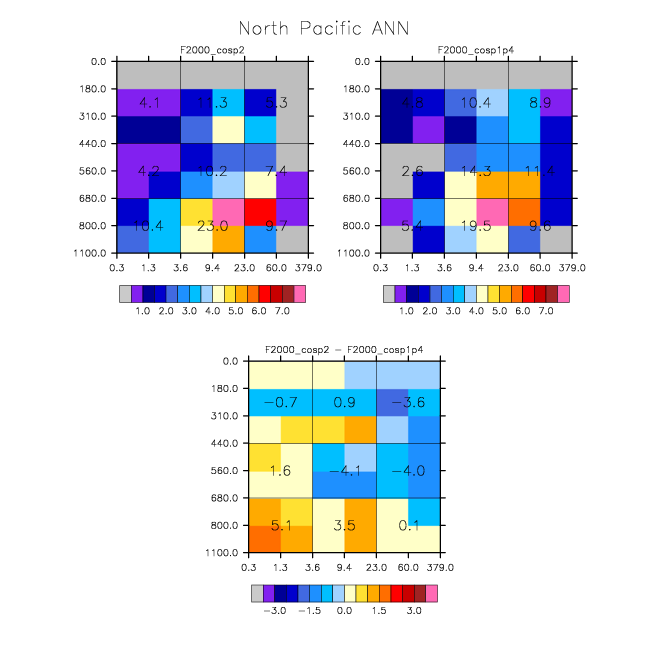 North Pacific ANN
F2000_cosp2
F2000_cosp1p4
0.0
180.0
310.0
440.0
560.0
680.0
800.0
1100.0
4.1 11.3 5.3
4.2 10.2 7.4
10.4 23.0 9.7
0.3 1.3 3.6 9.4 23.0 60.0 379.0
1.0 2.0 3.0 4.0 5.0 6.0 7.0
0.0
180.0
310.0
440.0
560.0
680.0
800.0
1100.0
4.8 10.4 8.9
2.6 14.3 11.4
5.4 19.5 9.6
0.3 1.3 3.6 9.4 23.0 60.0 379.0
1.0 2.0 3.0 4.0 5.0 6.0 7.0
F2000_cosp2 − F2000_cosp1p4
0.0
180.0
310.0
440.0
560.0
680.0
800.0
1100.0
−0.7 0.9 −3.6
1.6 −4.1 −4.0
5.1 3.5 0.1
0.3 1.3 3.6 9.4 23.0 60.0 379.0
−3.0 −1.5 0.0 1.5 3.0